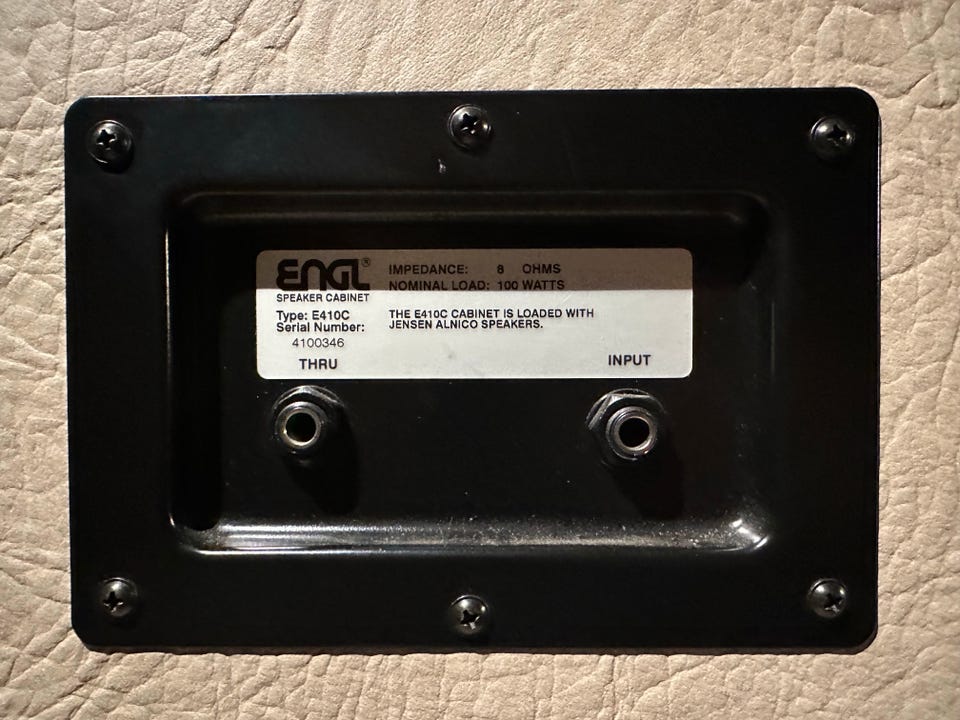 ENGL® IMPEDANCE: 8 OHMS
NOMINAL LOAD: 100 WATTS
SPEAKER CABINET
Type: E410C THE E410C CABINET IS LOADED WITH
Serial Number: JENSEN ALNICO SPEAKERS.
4100346
THRU INPUT